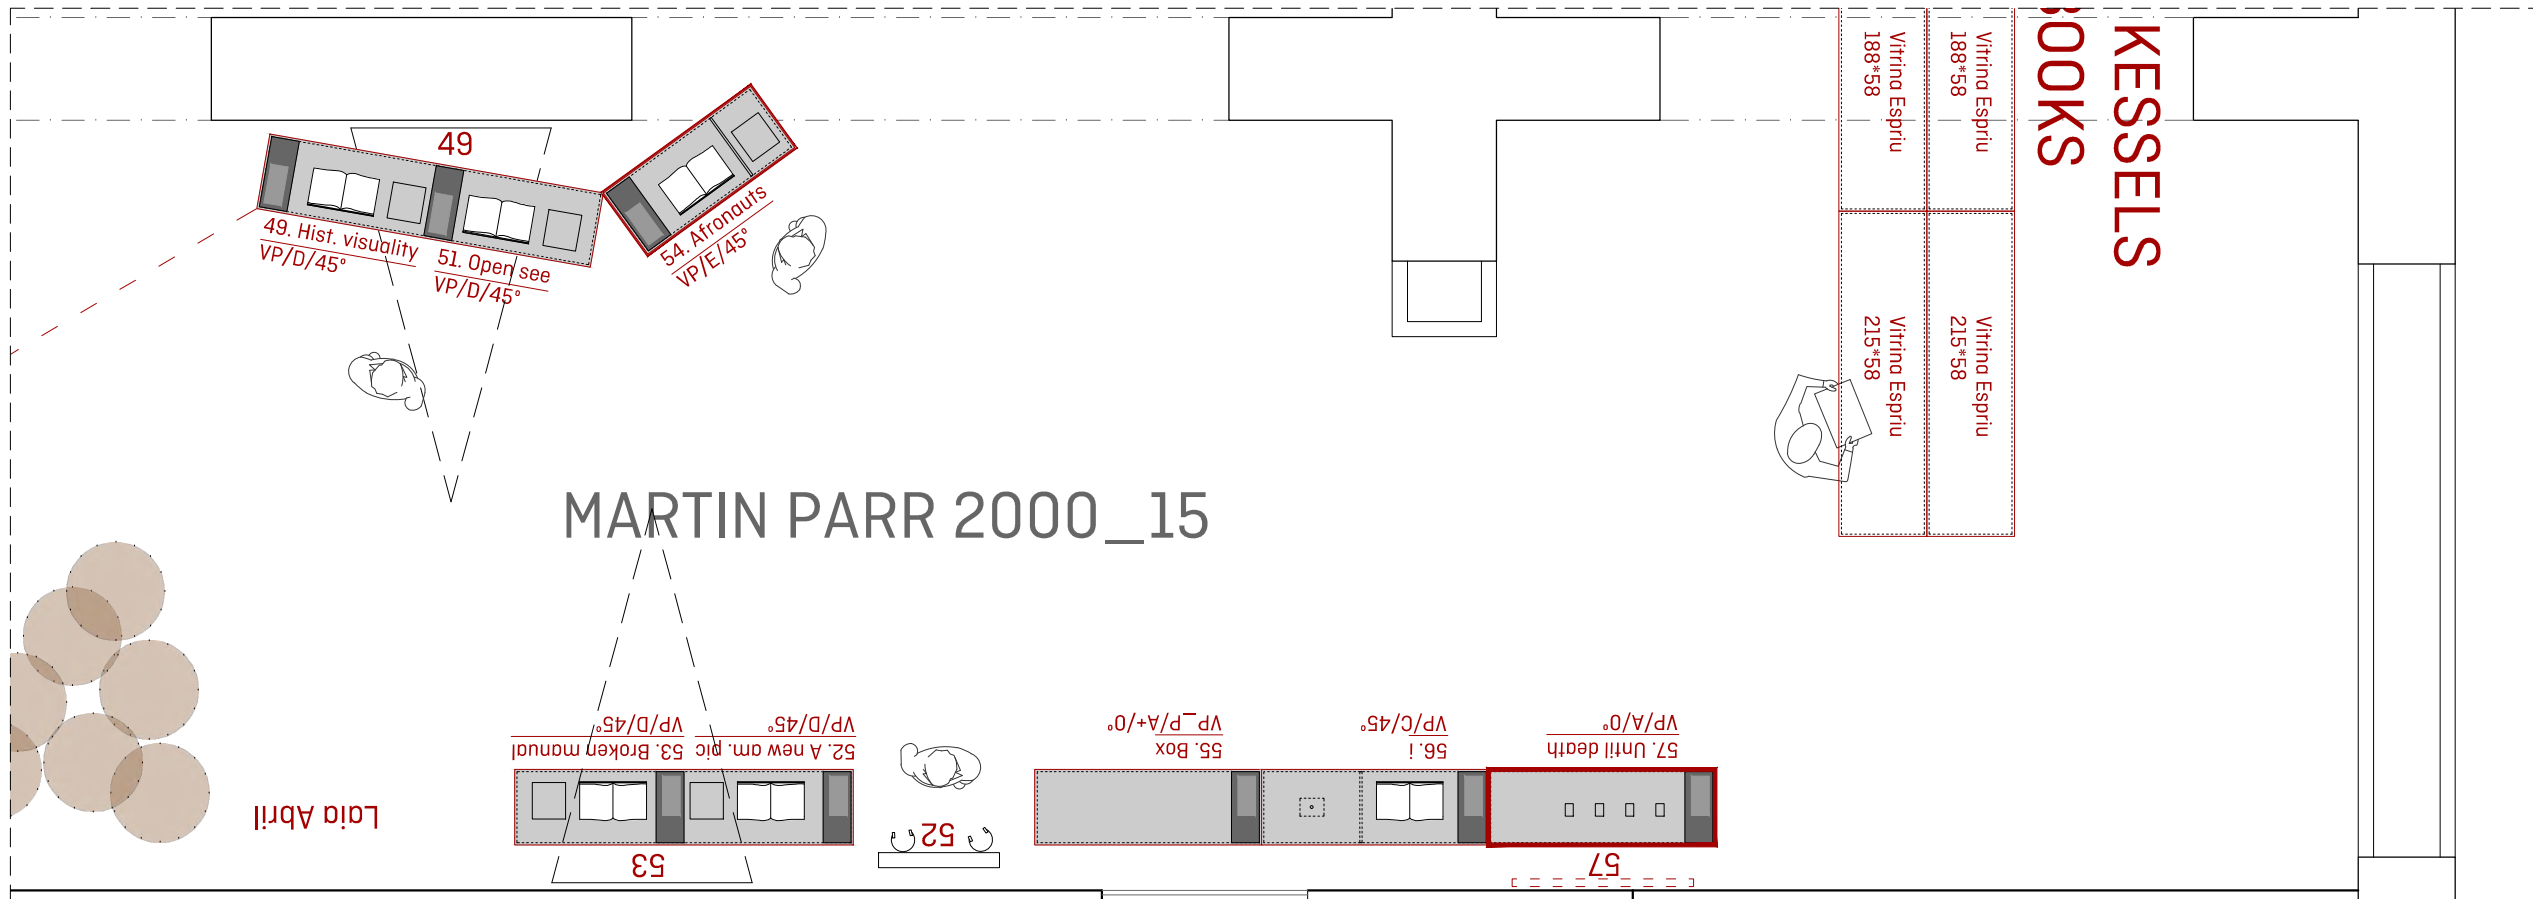 49
49. Hist. visuality
VP/D/45°
51. Open see
VP/D/45°
54. Afronauts
VP/E/45°
Vitrina Espriu
188*58
Vitrina Espriu
188*58
KESSELS
BOOKS
Vitrina Espriu
215*58
Vitrina Espriu
215*58
MARTIN PARR 2000_15
Laia Abril
53. Broken manual
VP/D/45°
52. A new am. pic
VP/D/45°
53
52
55. Box
VP_P/A+/0°
56. i
VP/C/45°
57. Until death
VP/A/0°
57